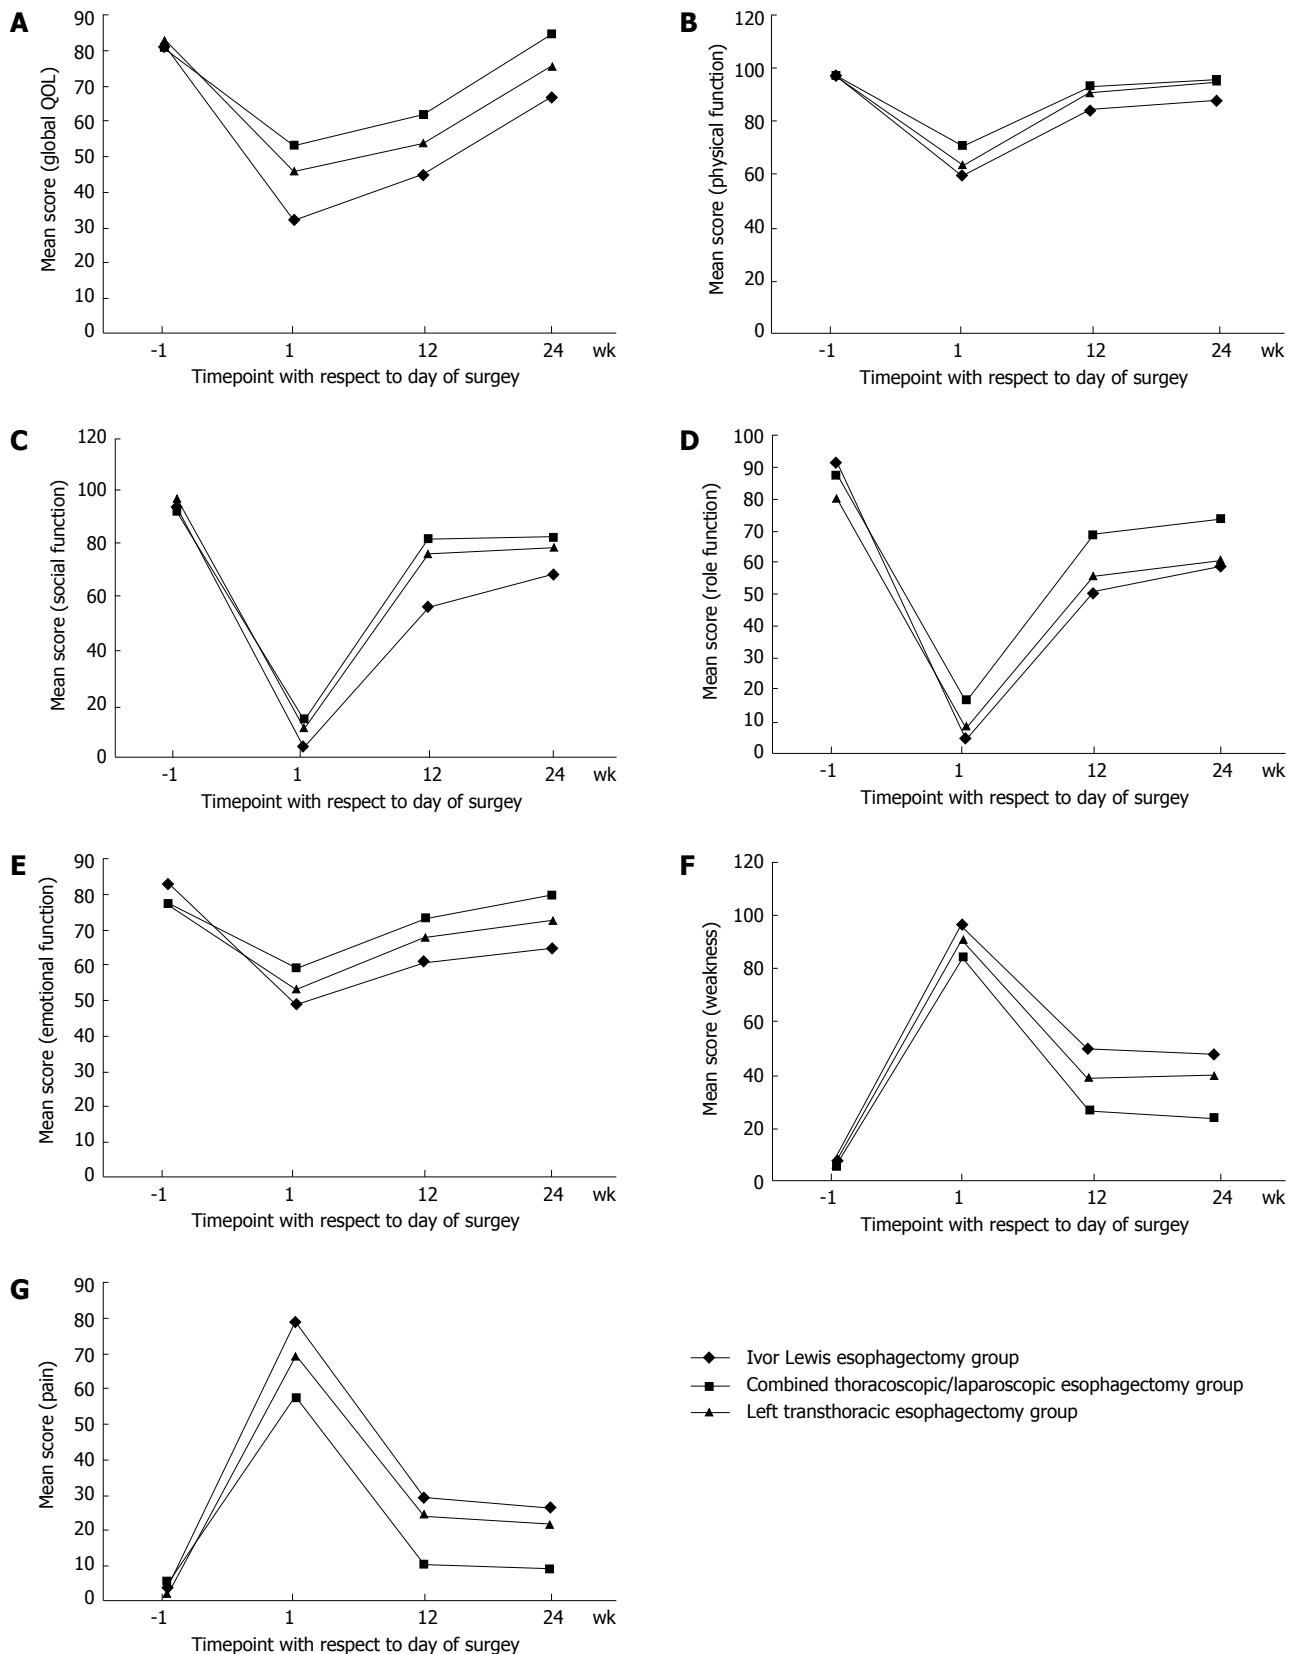 A
Mean score (global QOL)
90
80
70
60
50
40
30
20
10
0
-1 1 12 24 wk
Timepoint with respect to day of surgey
B
Mean score (physical function)
120
100
80
60
40
20
0
-1 1 12 24 wk
Timepoint with respect to day of surgey
C
Mean score (social function)
120
100
80
60
40
20
0
-1 1 12 24 wk
Timepoint with respect to day of surgey
D
Mean score (role function)
100
90
80
70
60
50
40
30
20
10
0
-1 1 12 24 wk
Timepoint with respect to day of surgey
E
Mean score (emotional function)
90
80
70
60
50
40
30
20
10
0
-1 1 12 24 wk
Timepoint with respect to day of surgey
F
Mean score (weakness)
120
100
80
60
40
20
0
-1 1 12 24 wk
Timepoint with respect to day of surgey
G
Mean score (pain)
90
80
70
60
50
40
30
20
10
0
-1 1 12 24 wk
Timepoint with respect to day of surgey
Ivor Lewis esophagectomy group
Combined thoracoscopic/laparoscopic esophagectomy group
Left transthoracic esophagectomy group